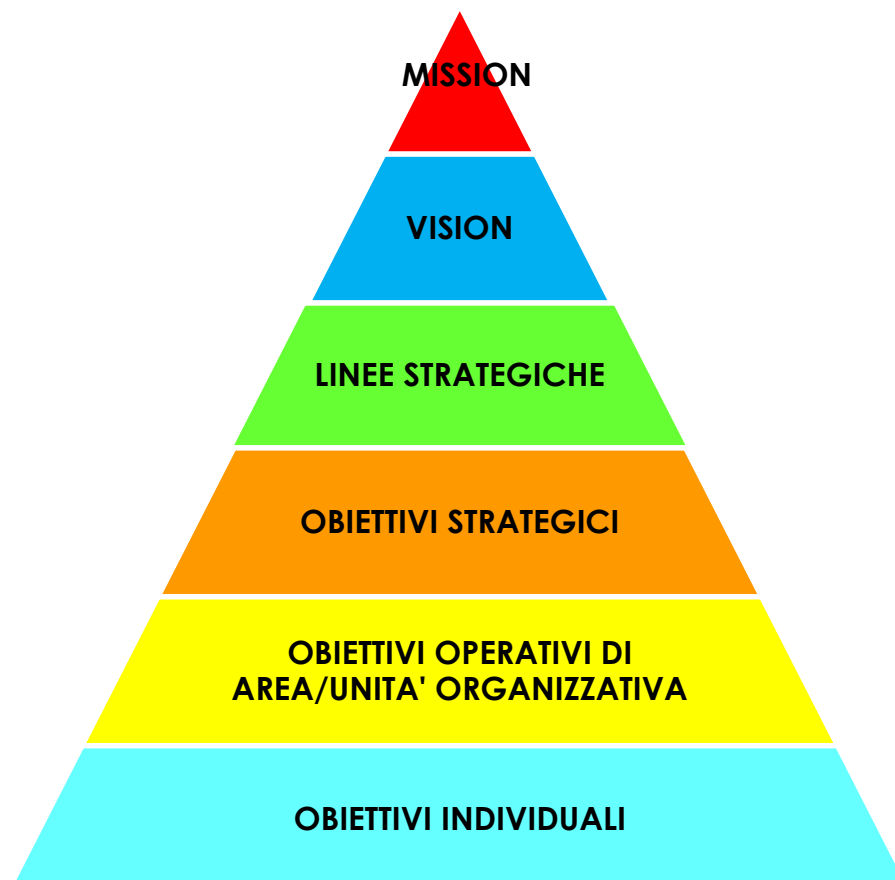 MISSION
VISION
LINEE STRATEGICHE
OBIETTIVI STRATEGICI
OBIETTIVI OPERATIVI DI
AREA/UNITA' ORGANIZZATIVA
OBIETTIVI INDIVIDUALI